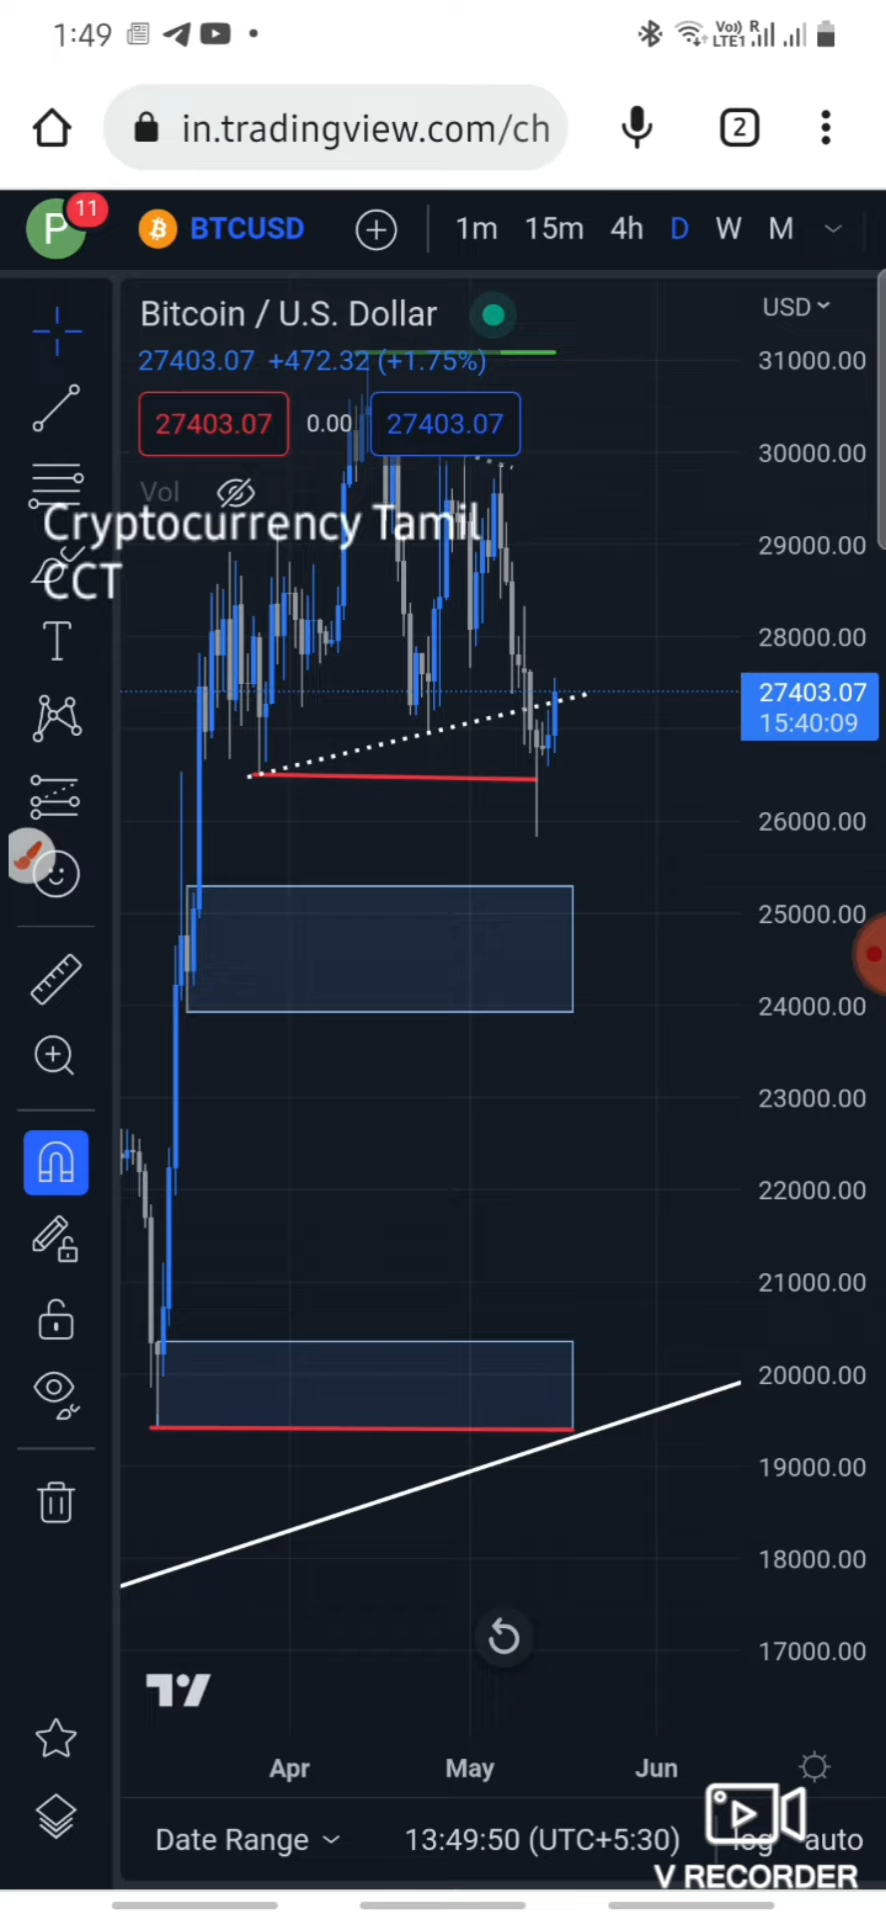 1:49
Vo)) R
LTE1
in.tradingview.com/ch
2
P 11 BTCUSD 1m 15m 4h D W M
Bitcoin / U.S. Dollar
USD
27403.07 +472.32 (+1.75%)
31000.00
27403.07 0.00 27403.07
30000.00
Vol
Cryptocurrency Tamil
29000.00
CCT
T
28000.00
27403.07
15:40:09
26000.00
25000.00
24000.00
23000.00
22000.00
21000.00
20000.00
19000.00
18000.00
17000.00
Apr May Jun
Date Range 13:49:50 (UTC+5:30) log auto
V RECORDER